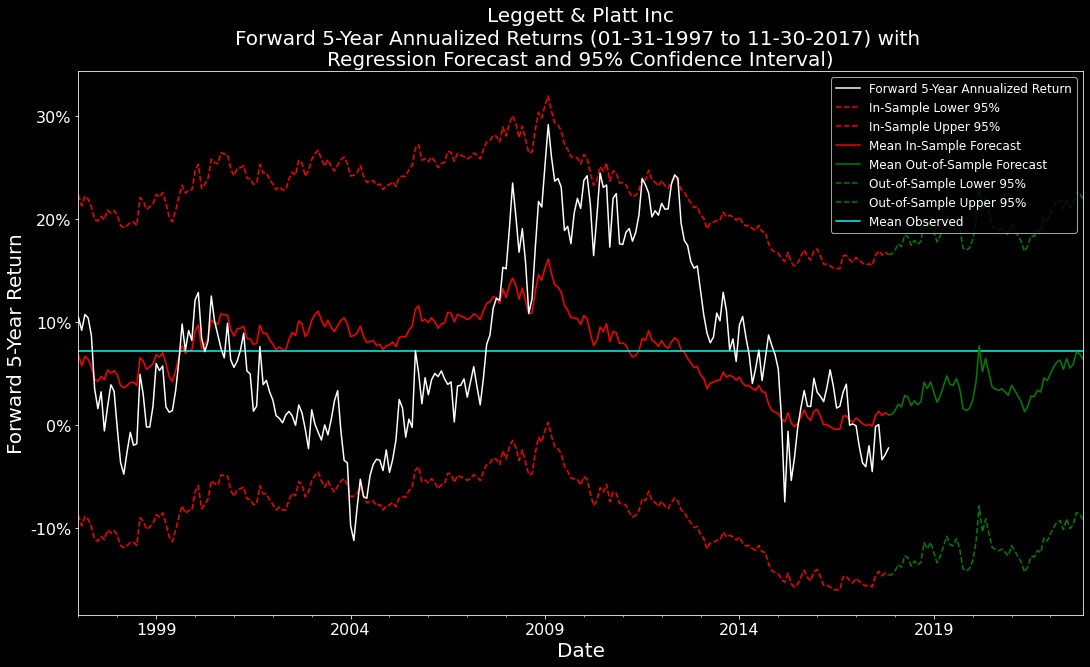 Leggett & Platt Inc
Forward 5-Year Annualized Returns (01-31-1997 to 11-30-2017) with
Regression Forecast and 95% Confidence Interval)
Forward 5-Year Annualized Return
In-Sample Lower 95%
In-Sample Upper 95%
Mean In-Sample Forecast
Mean Out-of-Sample Forecast
Out-of-Sample Lower 95%
Out-of-Sample Upper 95%
Mean Observed
Forward 5-Year Return
30%
20%
10%
0%
-10%
1999
2004
2009
2014
2019
Date